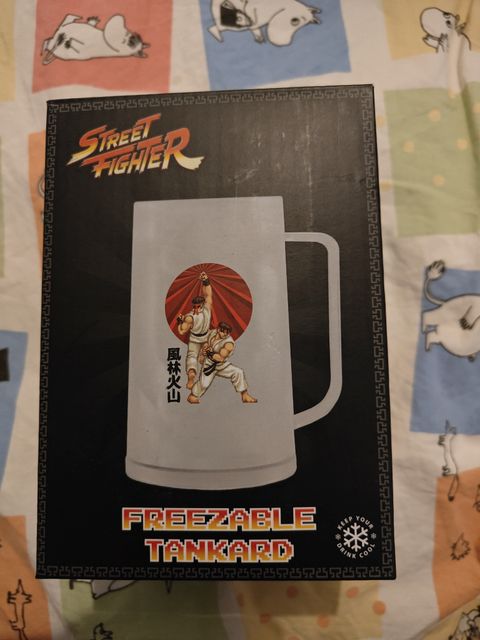 STREET
FIGHTER
風林火山
FREEZABLE
TANKARD
KEEP YOUR
DRINK COOL